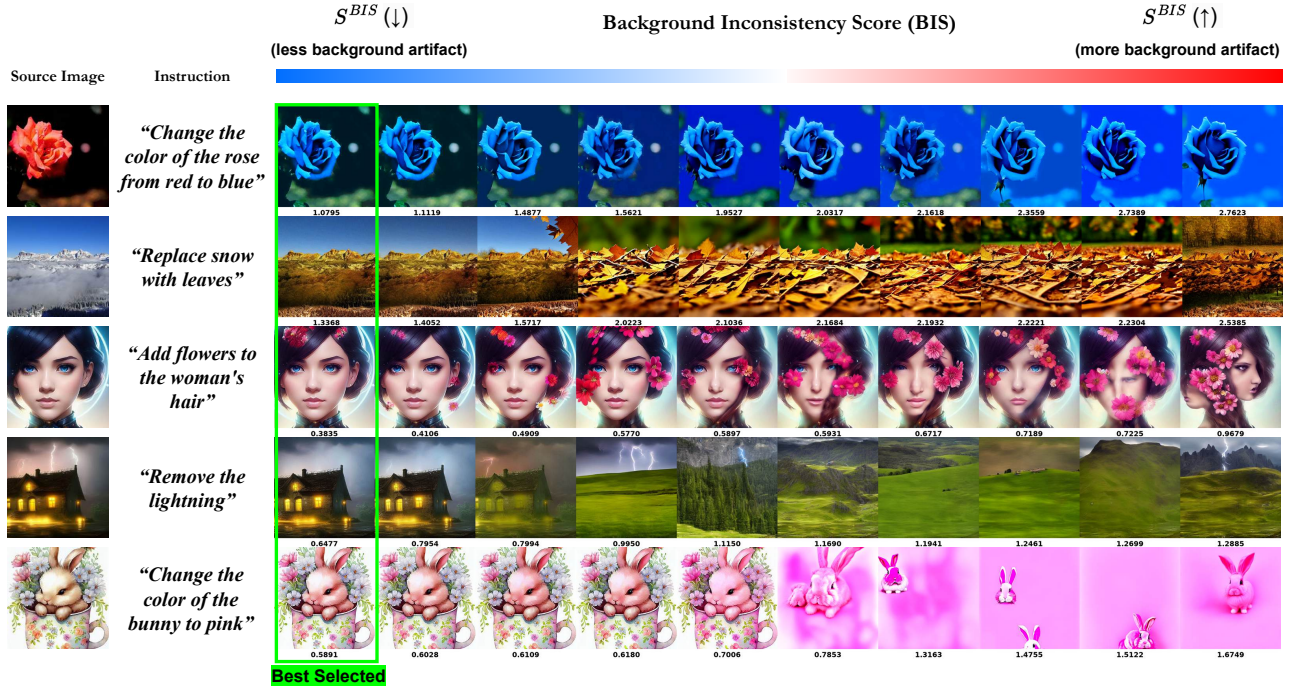 S^BIS (↓)
Background Inconsistency Score (BIS)
S^BIS (↑)
(less background artifact)
(more background artifact)
Source Image
Instruction
“Change the
color of the rose
from red to blue”
1.0795 1.1119 1.4877 1.5621 1.9527 2.0317 2.1618 2.3559 2.7389 2.7623
“Replace snow
with leaves”
1.3368 1.4052 1.5717 2.0223 2.1036 2.1684 2.1932 2.2221 2.2304 2.5385
“Add flowers to
the woman's
hair”
0.3835 0.4106 0.4909 0.5770 0.5897 0.5931 0.6717 0.7189 0.7225 0.9679
“Remove the
lightning”
0.6477 0.7954 0.7994 0.9950 1.1150 1.1690 1.1941 1.2461 1.2699 1.2885
“Change the
color of the
bunny to pink”
0.5891 0.6028 0.6109 0.6180 0.7006 0.7853 1.3163 1.4755 1.5122 1.6749
Best Selected